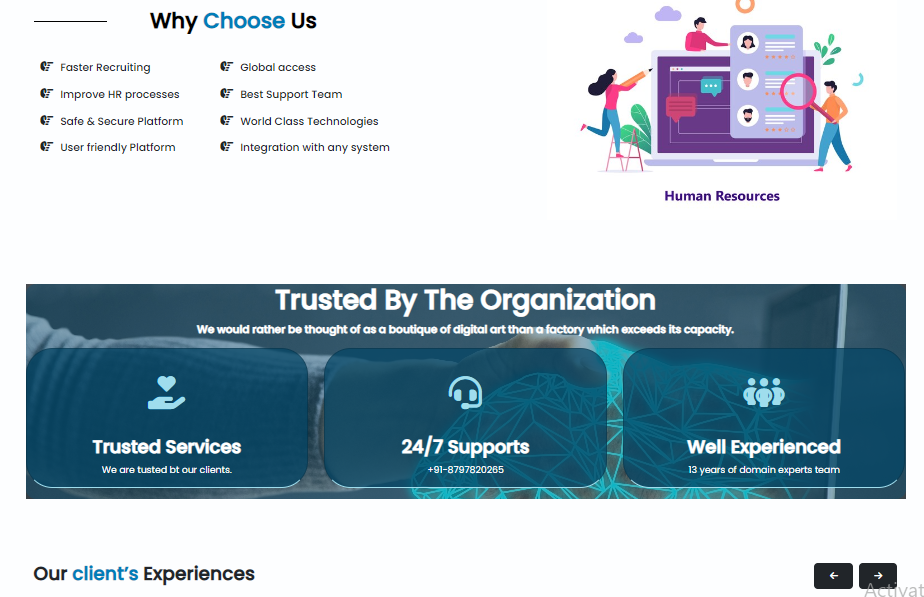 Why Choose Us
Faster Recruiting
Improve HR processes
Safe & Secure Platform
User friendly Platform
Global access
Best Support Team
World Class Technologies
Integration with any system
Human Resources
Trusted By The Organization
We would rather be thought of as a boutique of digital art than a factory which exceeds its capacity.
Trusted Services
We are tusted bt our clients.
24/7 Supports
+91-8797820265
Well Experienced
13 years of domain experts team
Our client's Experiences
Activat